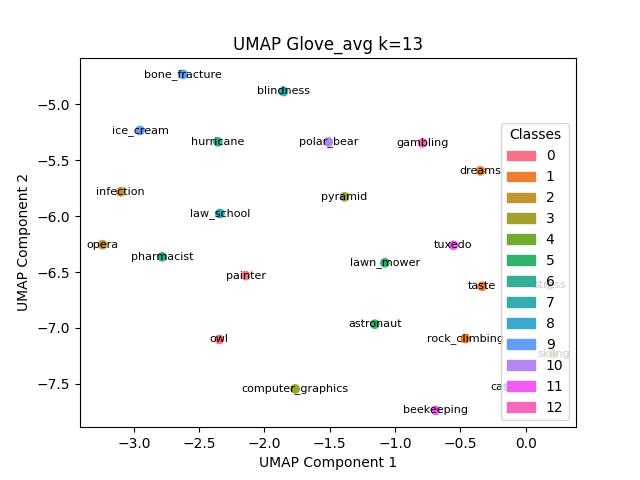 UMAP Glove_avg k=13
bone_fracture
blindness
ice_cream
hurricane
polar_bear
gambling
dreams
infection
pyramid
law_school
opera
tuxedo
pharmacist
lawn_mower
painter
taste
stress
astronaut
owl
rock_climbing
skiing
computer_graphics
beekeeping
Classes
0
1
2
3
4
5
6
7
8
9
10
11
12
UMAP Component 2
−5.0
−5.5
−6.0
−6.5
−7.0
−7.5
−3.0
−2.5
−2.0
−1.5
−1.0
−0.5
0.0
UMAP Component 1